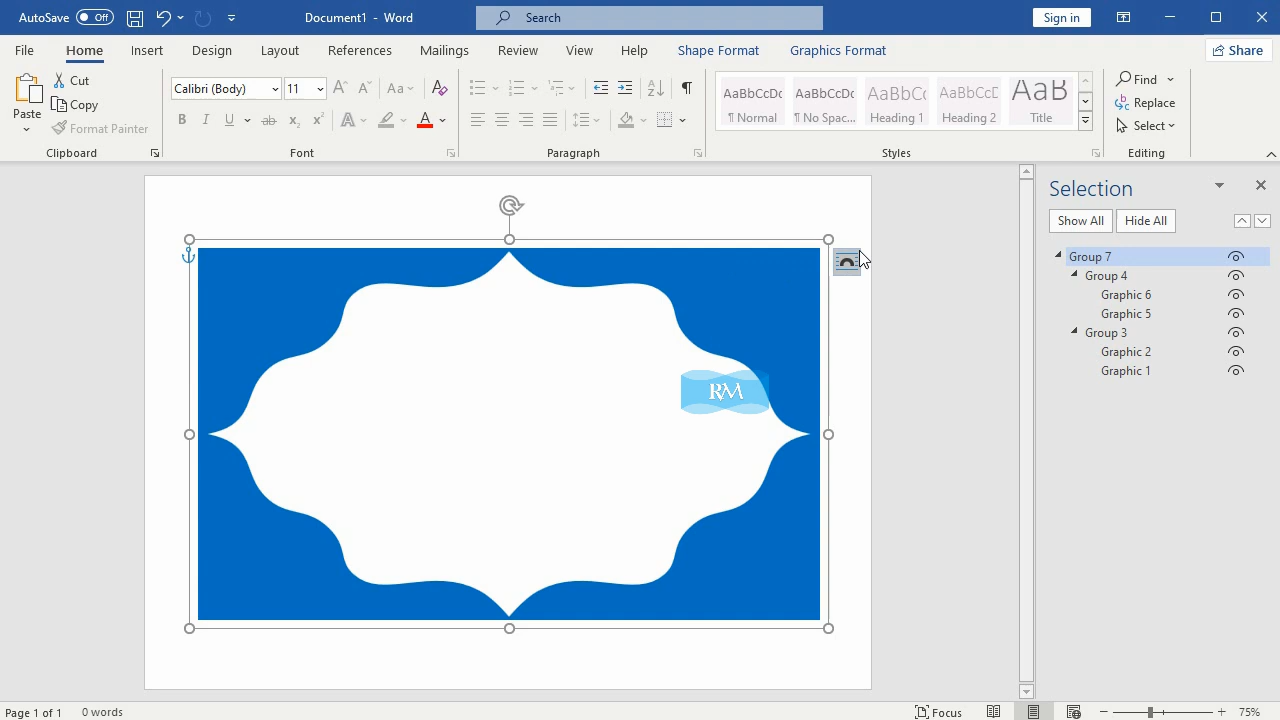 AutoSave Off Document1 - Word Search Sign in
File Home Insert Design Layout References Mailings Review View Help Shape Format Graphics Format Share
Paste
Cut
Copy
Format Painter
Clipboard
Calibri (Body) 11
Aa
B I U ab A A
Font
Paragraph
AaBbCcDc AaBbCcDc AaBbCc AaBbCcD AaB
¶ Normal ¶ No Spac... Heading 1 Heading 2 Title
Styles
Find
Replace
Select
Editing
Selection
Show All Hide All
Group 7
Group 4
Graphic 6
Graphic 5
Group 3
Graphic 2
Graphic 1
RM
Page 1 of 1 0 words Focus 75%